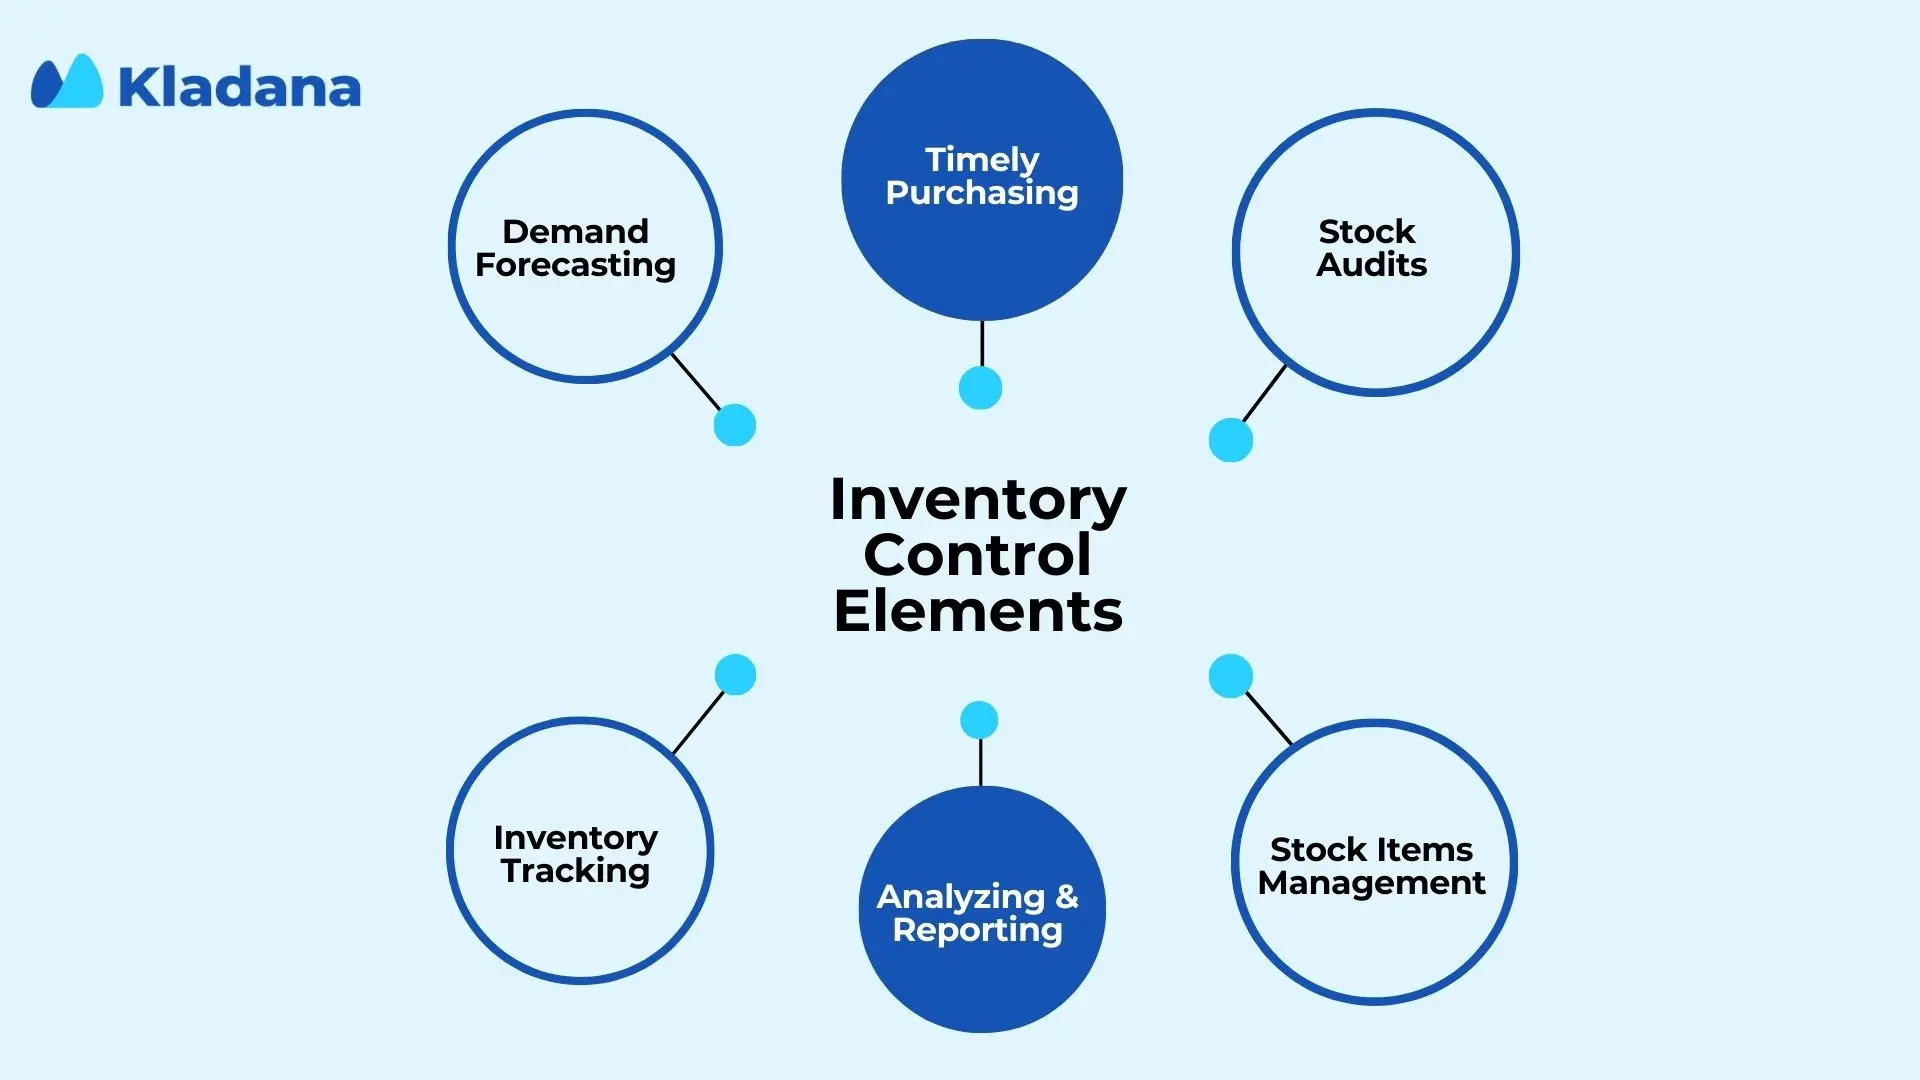 Kladana
Demand
Forecasting
Timely
Purchasing
Stock
Audits
Inventory
Control
Elements
Inventory
Tracking
Analyzing &
Reporting
Stock Items
Management